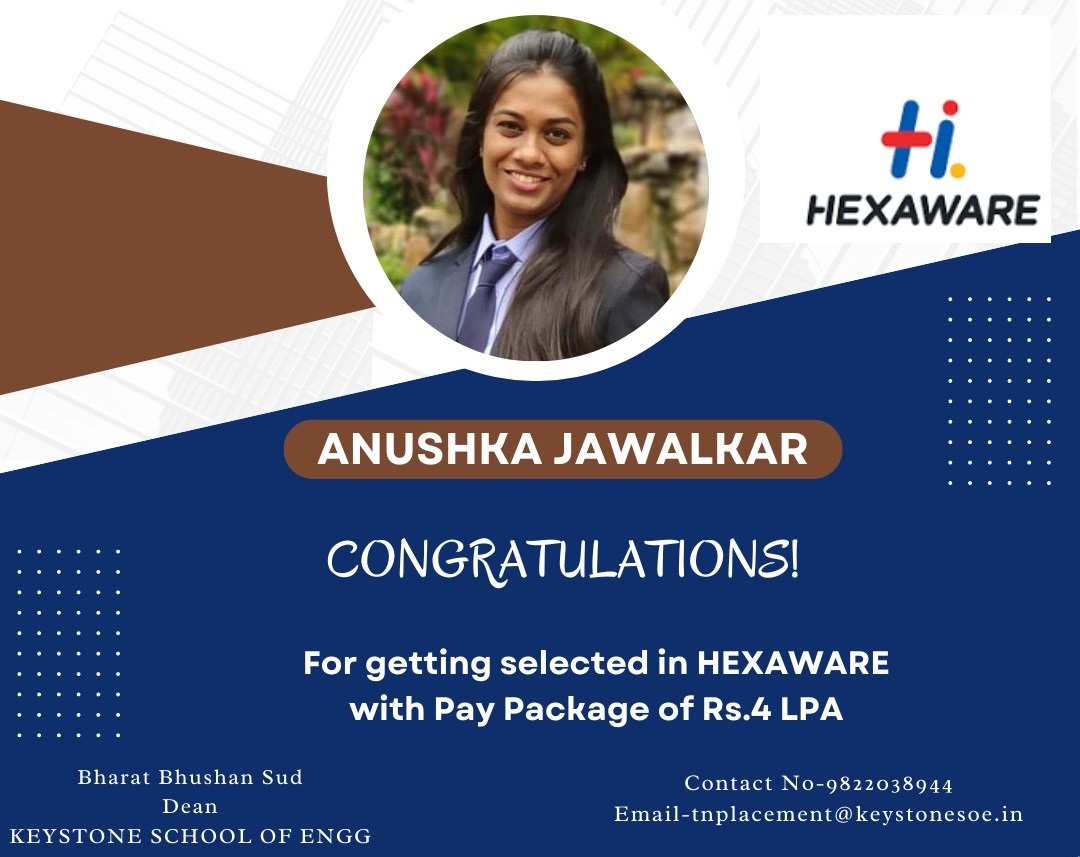 Hi.
HEXAWARE
ANUSHKA JAWALKAR
CONGRATULATIONS!
For getting selected in HEXAWARE
with Pay Package of Rs.4 LPA
Bharat Bhushan Sud
Dean
KEYSTONE SCHOOL OF ENGG
Contact No-9822038944
Email-tnplacement@keystonesoe.in